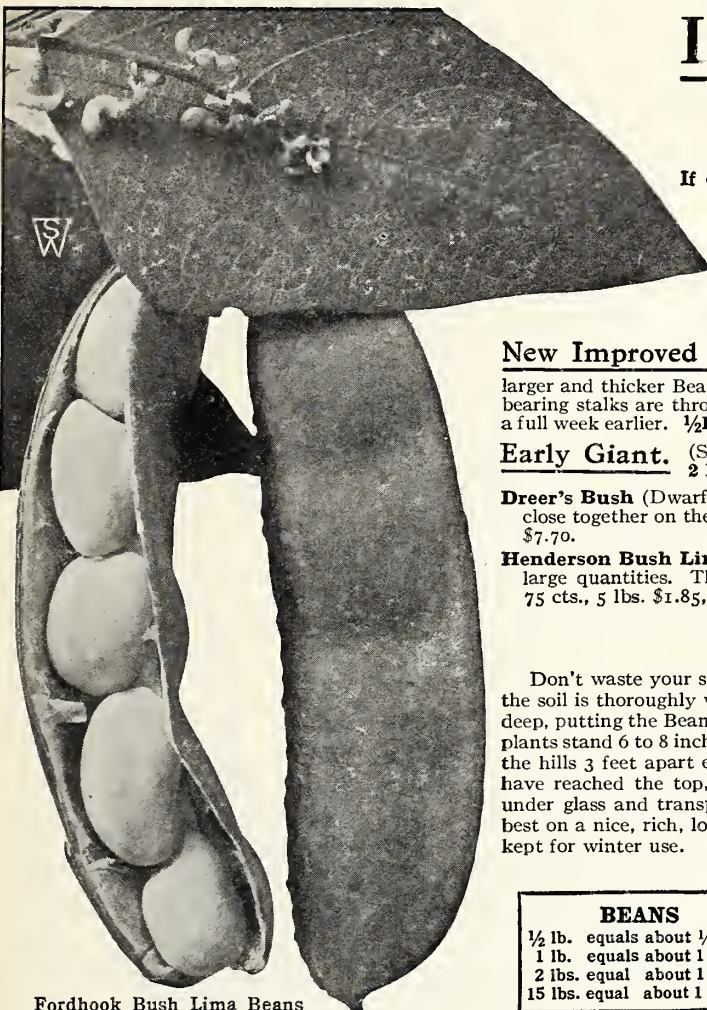 If
New Improved
larger and thicker Bea
bearing stalks are thro
a full week earlier. ½
Early Giant. (S
2
Dreer's Bush (Dwarf
close together on the
$7.70.
Henderson Bush Li
large quantities. Th
75 cts., 5 lbs. $1.85,
Don't waste your s
the soil is thoroughly
deep, putting the Bean
plants stand 6 to 8 inch
the hills 3 feet apart e
have reached the top,
under glass and transp
best on a nice, rich, lo
kept for winter use.
BEANS
½ lb. equals about
1 lb. equals about 1
2 lbs. equal about 1
15 lbs. equal about 1
SW
Fordhook Bush Lima Beans